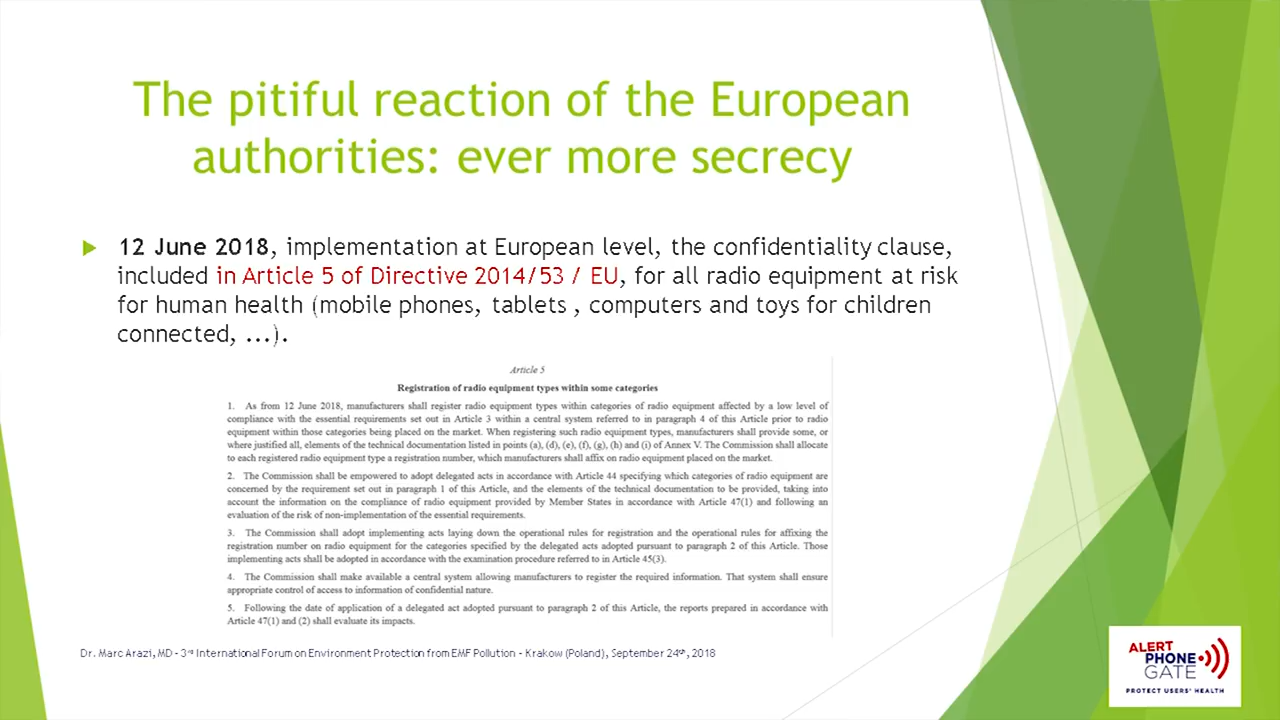 The pitiful reaction of the European
authorities: ever more secrecy
12 June 2018, implementation at European level, the confidentiality clause,
included in Article 5 of Directive 2014/53 / EU, for all radio equipment at risk
for human health (mobile phones, tablets , computers and toys for children
connected, ...).
Article 5
Registration of radio equipment types within some categories
1. As from 12 June 2018, manufacturers shall register radio equipment types within categories of radio equipment affected by a low level of
compliance with the essential requirements set out in Article 3 within a central system referred to in paragraph 4 of this Article prior to radio
equipment within those categories being placed on the market. When registering such radio equipment types, manufacturers shall provide some, or
where justified all, elements of the technical documentation listed in points (a), (d), (e), (f), (g), (h) and (i) of Annex V. The Commission shall allocate
to each registered radio equipment type a registration number, which manufacturers shall affix on radio equipment placed on the market.
2. The Commission shall be empowered to adopt delegated acts in accordance with Article 44 specifying which categories of radio equipment are
concerned by the requirement set out in paragraph 1 of this Article, and the elements of the technical documentation to be provided, taking into
account the information on the compliance of radio equipment provided by Member States in accordance with Article 47(1) and following an
evaluation of the risk of non-implementation of the essential requirements.
3. The Commission shall adopt implementing acts laying down the operational rules for registration and the operational rules for affixing the
registration number on radio equipment for the categories specified by the delegated acts adopted pursuant to paragraph 2 of this Article. Those
implementing acts shall be adopted in accordance with the examination procedure referred to in Article 45(3).
4. The Commission shall make available a central system allowing manufacturers to register the required information. That system shall ensure
appropriate control of access to information of confidential nature.
5. Following the date of application of a delegated act adopted pursuant to paragraph 2 of this Article, the reports prepared in accordance with
Article 47(1) and (2) shall evaluate its impacts.
Dr. Marc Arazi, MD - 3rd International Forum on Environment Protection from EMF Pollution - Krakow (Poland), September 24th, 2018
ALERT
PHONE
GATE
PROTECT USERS' HEALTH